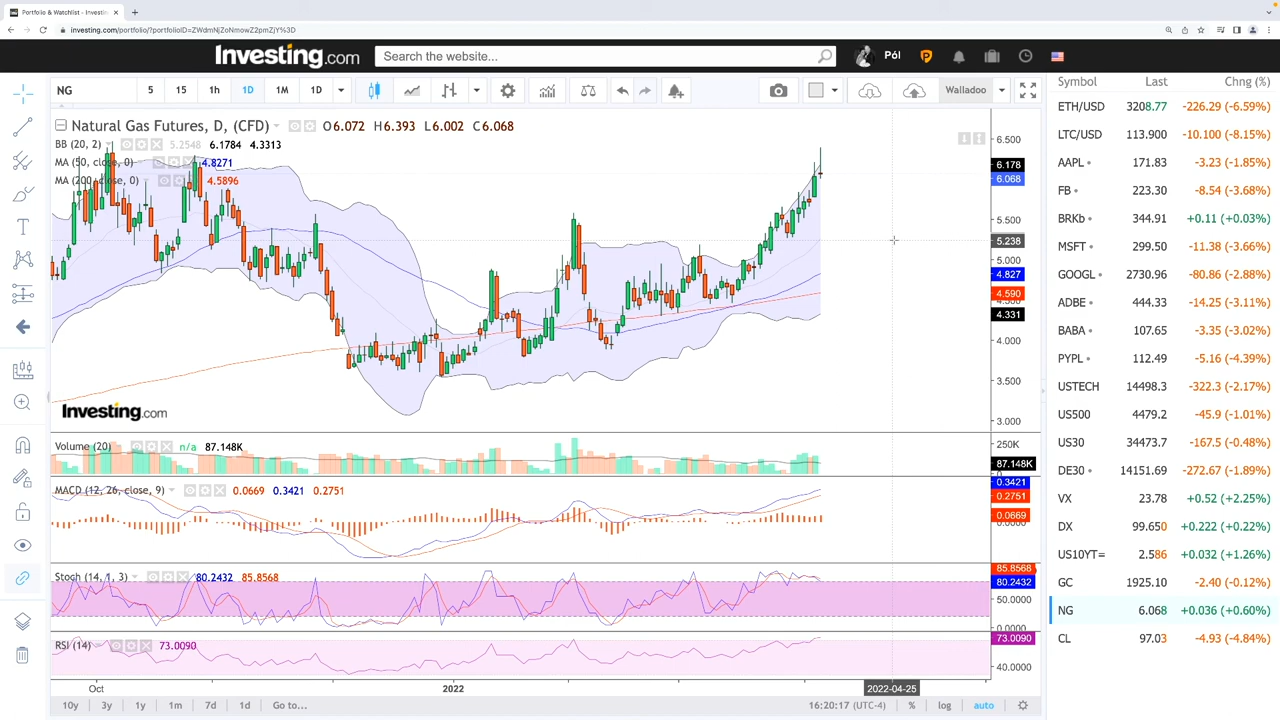 Portfolio & Watchlist - Investin
investing.com/portfolio/?portfolioID=ZWdmNjZoNmowZ2pmZjY%3D
Investing.com
Search the website...
Pól
NG 5 15 1h 1D 1M 1D Walladoo
Natural Gas Futures, D, (CFD) O6.072 H6.393 L6.002 C6.068
BB (20, 2) 5.2548 6.1784 4.3313
MA (50, close, 0) 4.8271
MA (200, close, 0) 4.5896
6.500
6.178
6.068
5.500
5.238
5.000
4.827
4.590
4.331
4.000
3.500
3.000
Investing.com
Volume (20) n/a 87.148K
250K
87.148K
MACD (12, 26, close, 9) 0.0669 0.3421 0.2751
0.3421
0.2751
0.0669
0.0000
Stoch (14, 1, 3) 80.2432 85.8568
85.8568
80.2432
50.0000
0.0000
RSI (14) 73.0090
73.0090
40.0000
Oct 2022 2022-04-25
10y 3y 1y 1m 7d 1d Go to... 16:20:17 (UTC-4) % log auto
Symbol Last Chng (%)
ETH/USD 3208.77 -226.29 (-6.59%)
LTC/USD 113.900 -10.100 (-8.15%)
AAPL 171.83 -3.23 (-1.85%)
FB 223.30 -8.54 (-3.68%)
BRKb 344.91 +0.11 (+0.03%)
MSFT 299.50 -11.38 (-3.66%)
GOOGL 2730.96 -80.86 (-2.88%)
ADBE 444.33 -14.25 (-3.11%)
BABA 107.65 -3.35 (-3.02%)
PYPL 112.49 -5.16 (-4.39%)
USTECH 14498.3 -322.3 (-2.17%)
US500 4479.2 -45.9 (-1.01%)
US30 34473.7 -167.5 (-0.48%)
DE30 14151.69 -272.67 (-1.89%)
VX 23.78 +0.52 (+2.25%)
DX 99.650 +0.222 (+0.22%)
US10YT= 2.586 +0.032 (+1.26%)
GC 1925.10 -2.40 (-0.12%)
NG 6.068 +0.036 (+0.60%)
CL 97.03 -4.93 (-4.84%)